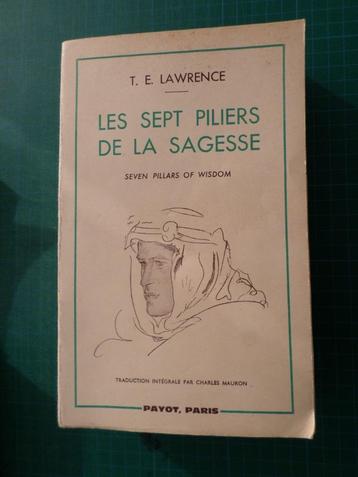 T. E. LAWRENCE
LES SEPT PILIERS
DE LA SAGESSE
SEVEN PILLARS OF WISDOM
TRADUCTION INTÉGRALE PAR CHARLES MAURON
PAYOT, PARIS